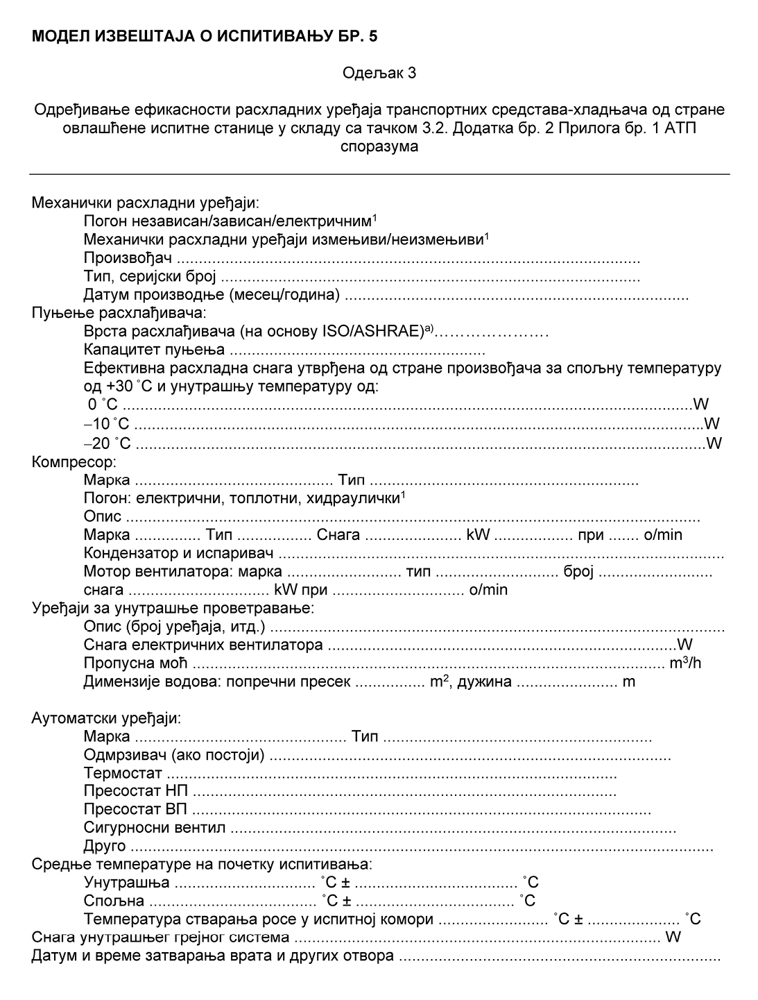 МОДЕЛ ИЗВЕШТАЈА О ИСПИТИВАЊУ БР. 5
Одељак 3
Одређивање ефикасности расхладних уређаја транспортних средстава-хладњача од стране
овлашћене испитне станице у складу са тачком 3.2. Додатка бр. 2 Прилога бр. 1 АТП
споразума
Механички расхладни уређаји:
Погон независан/зависан/електричним¹
Механички расхладни уређаји измењиви/неизмењиви¹
Произвођач ..........................................................................................................
Тип, серијски број ................................................................................................
Датум производње (месец/година) ..............................................................................
Пуњење расхлађивача:
Врста расхлађивача (на основу ISO/ASHRAE)ᵃ⁾………………….
Капацитет пуњења ..........................................................
Ефективна расхладна снага утврђена од стране произвођача за спољну температуру
од +30 ˚C и унутрашњу температуру од:
0 ˚C .................................................................................................................................W
–10 ˚C .................................................................................................................................W
–20 ˚C .................................................................................................................................W
Компресор:
Марка ............................................. Тип .............................................................
Погон: електрични, топлотни, хидраулички¹
Опис ..................................................................................................................................
Марка ............... Тип ................. Снага ...................... kW .................. при ....... o/min
Кондензатор и испаривач .....................................................................................................
Мотор вентилатора: марка .......................... тип ............................ број ..........................
снага ................................ kW при .............................. o/min
Уређаји за унутрашње проветравање:
Опис (број уређаја, итд.) .......................................................................................................
Снага електричних вентилатора ...............................................................................W
Пропусна моћ ........................................................................................................... m³/h
Димензије водова: попречни пресек ................ m², дужина ....................... m
Аутоматски уређаји:
Марка ................................................ Тип .............................................................
Одмрзивач (ако постоји) ...........................................................................................
Термостат ......................................................................................................
Пресостат НП ................................................................................................
Пресостат ВП ........................................................................................................
Сигурносни вентил .....................................................................................................
Друго ....................................................................................................................................
Средње температуре на почетку испитивања:
Унутрашња ................................ ˚C ± ..................................... ˚C
Спољна ...................................... ˚C ± .................................... ˚C
Температура стварања росе у испитној комори ......................... ˚C ± ..................... ˚C
Снага унутрашњег грејног система ................................................................................... W
Датум и време затварања врата и других отвора .........................................................................